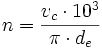 n = \frac{v_c \cdot 10^3}{\pi \cdot d_e}